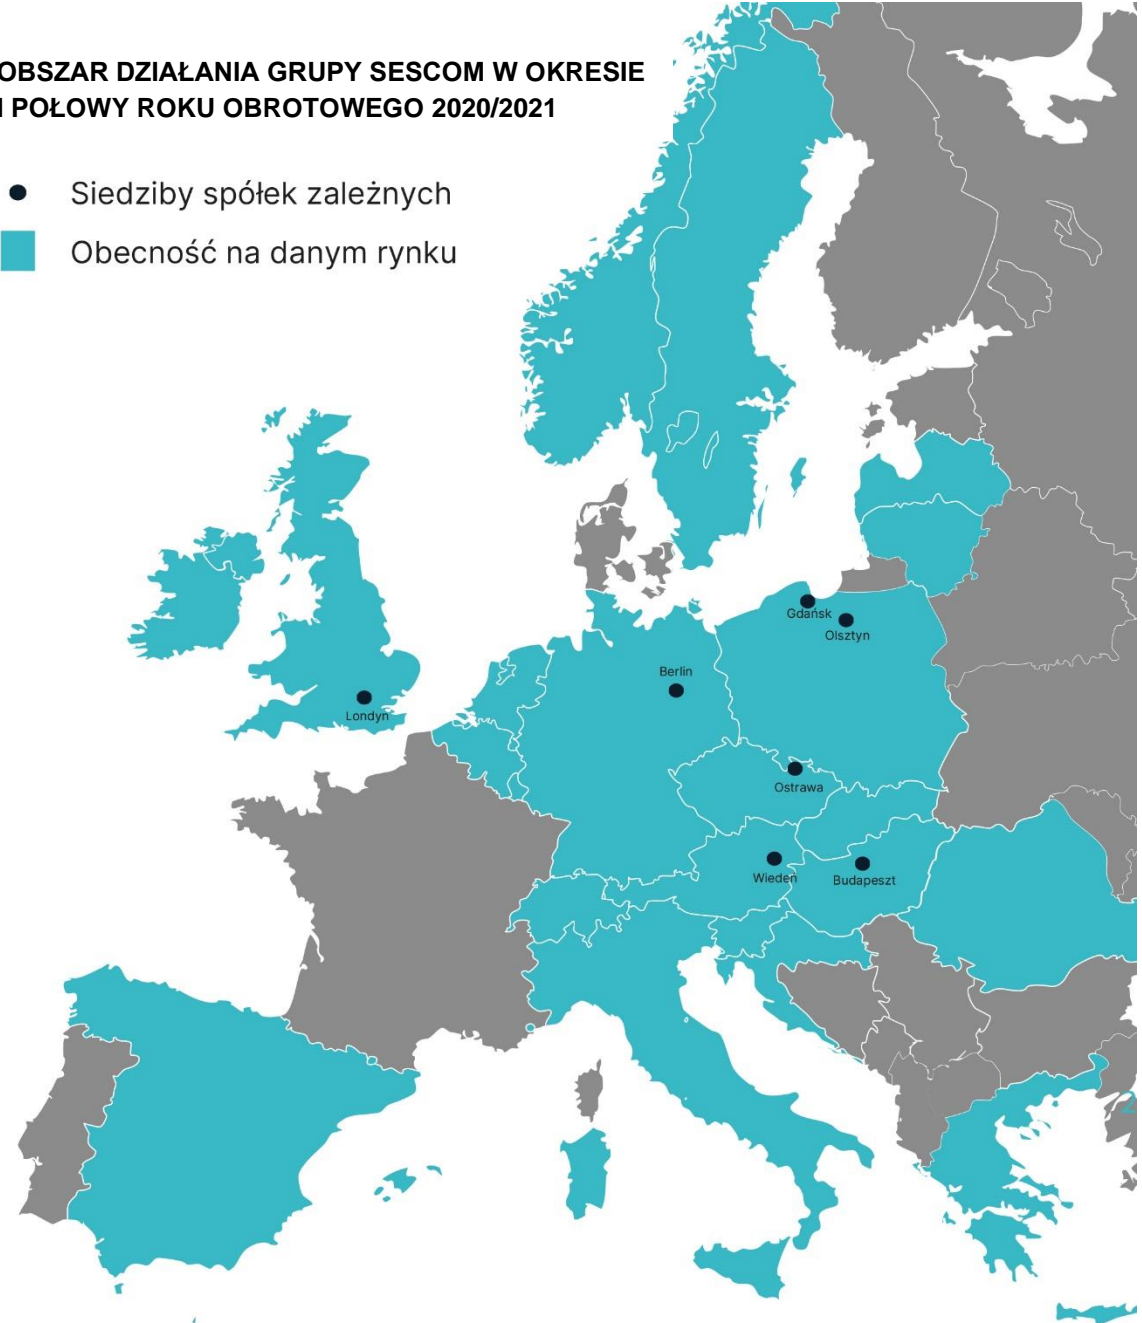 OBSZAR DZIAŁANIA GRUPY SESCOM W OKRESIE
I POŁOWY ROKU OBROTOWEGO 2020/2021
Siedziby spółek zależnych
Obecność na danym rynku
Gdańsk
Olsztyn
Berlin
Londyn
Ostrawa
Wiedeń
Budapeszt
2